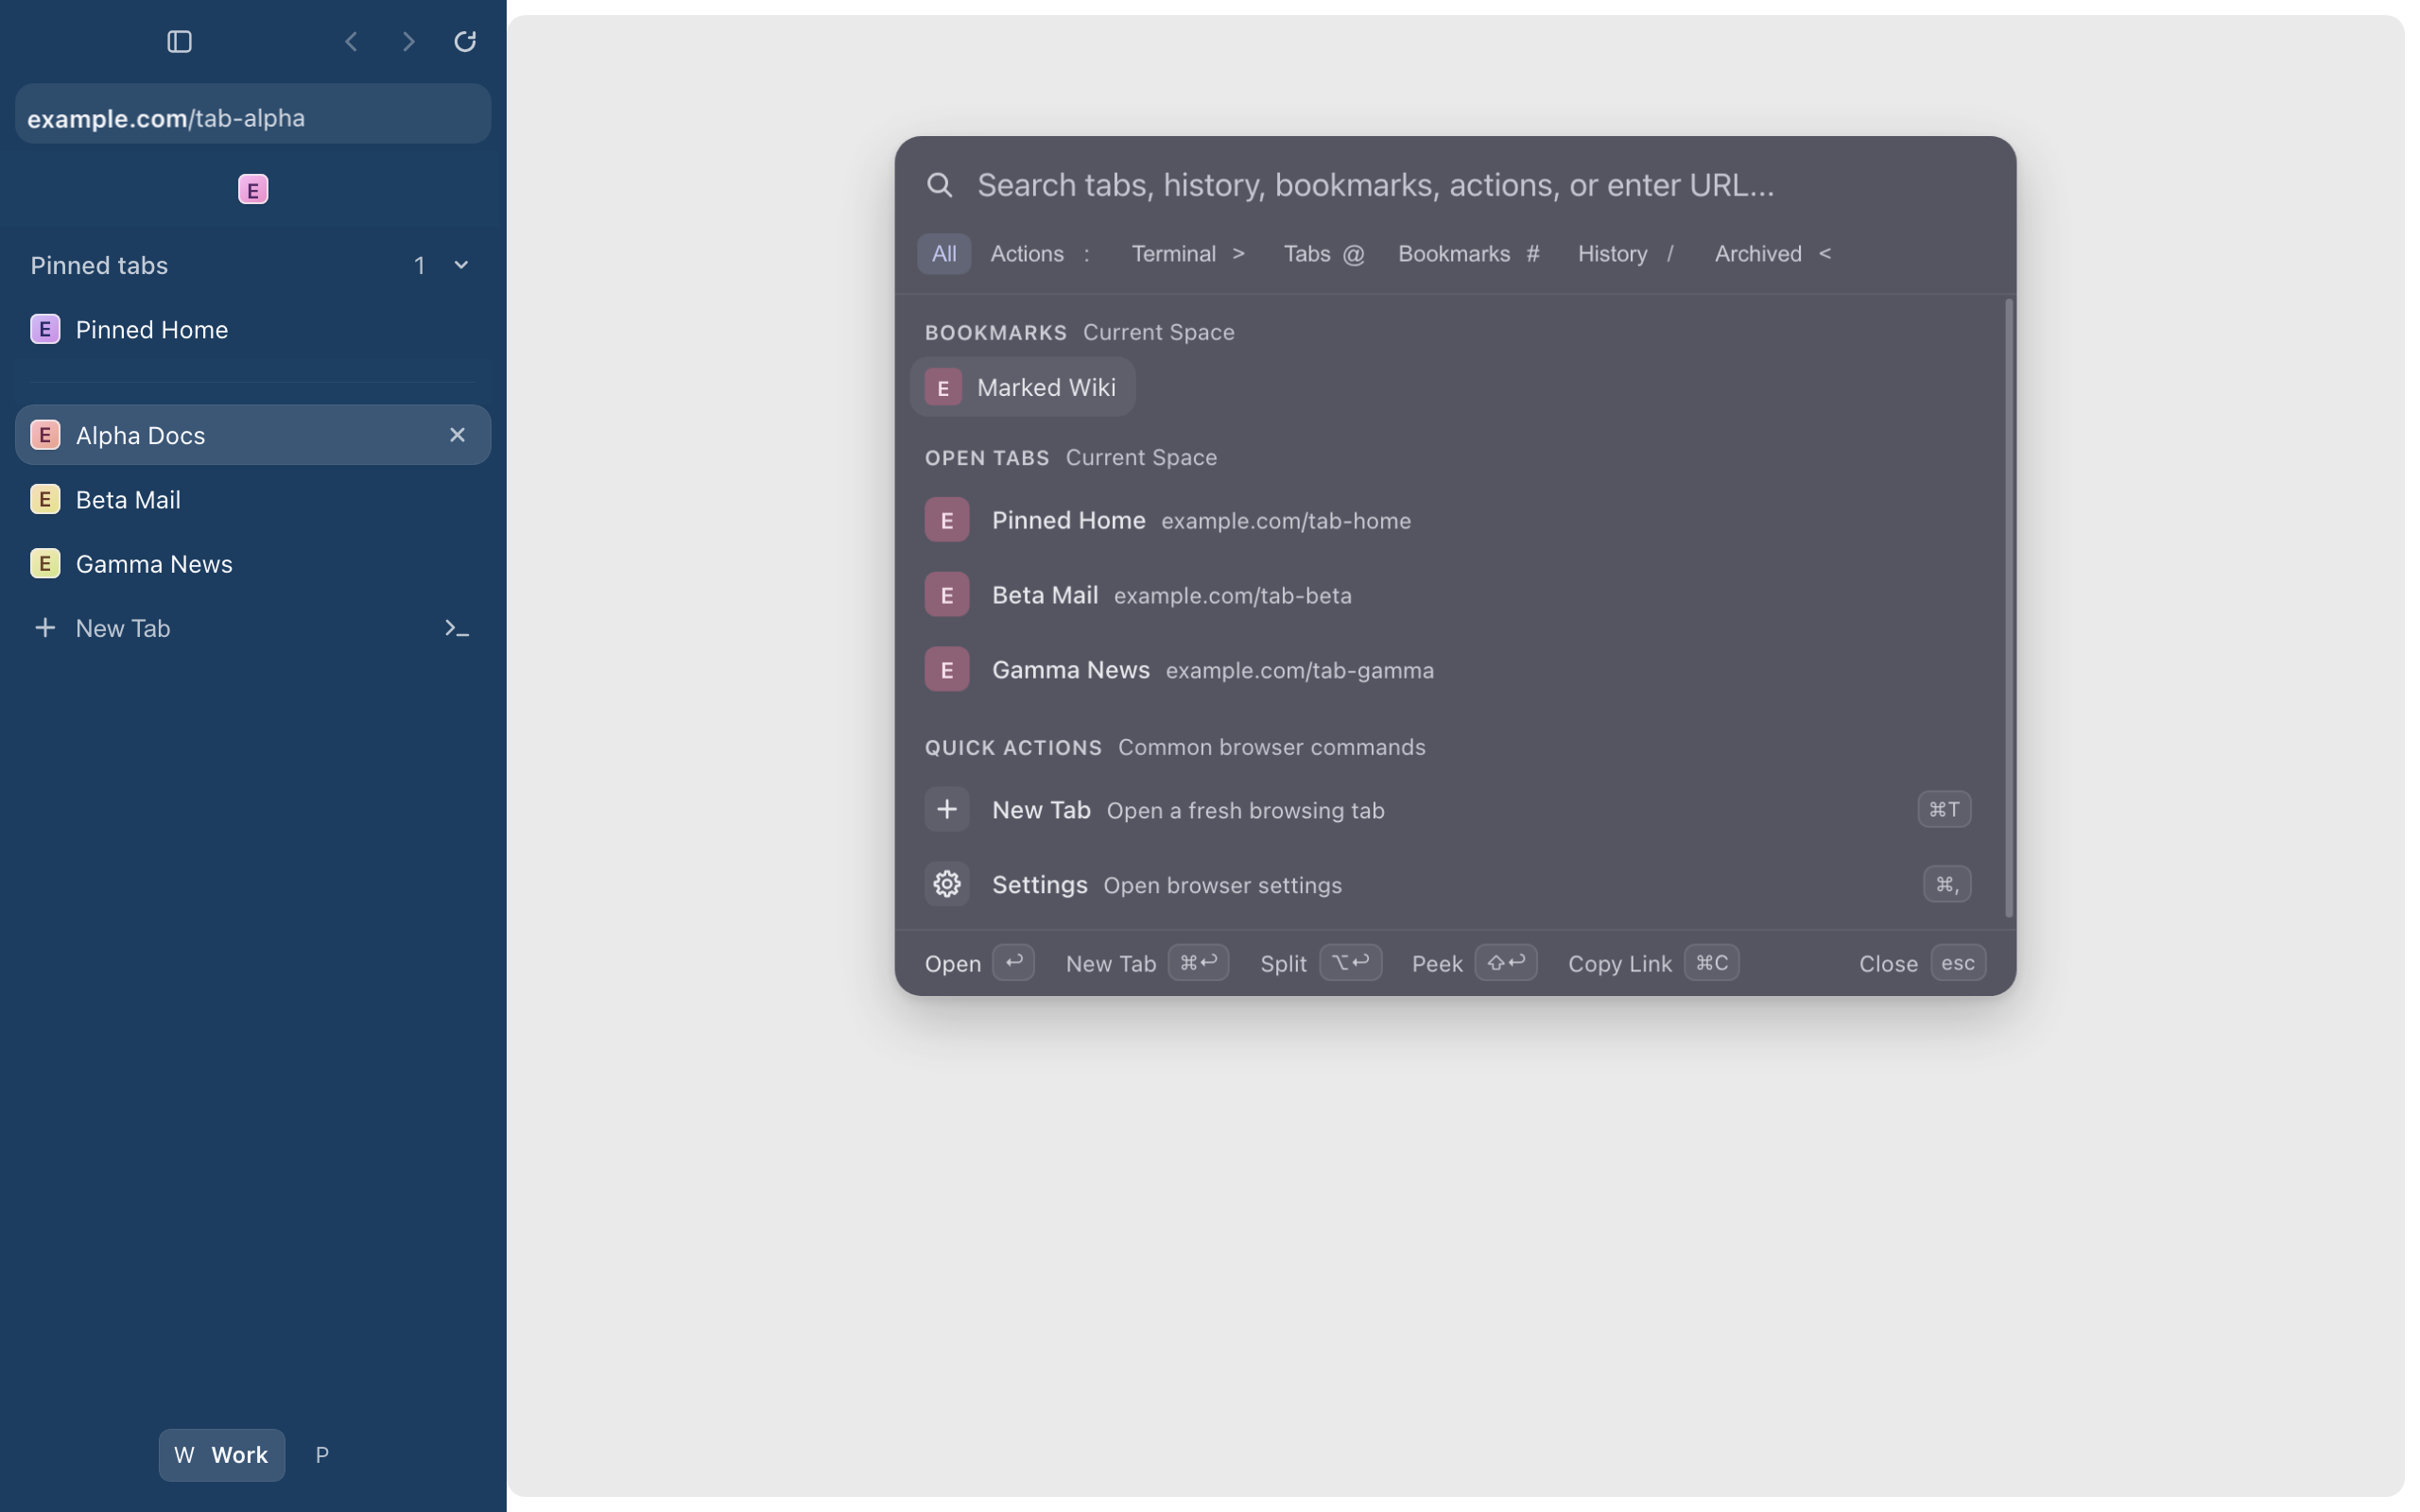 example.com/tab-alpha
E
Pinned tabs 1
E Pinned Home
E Alpha Docs
E Beta Mail
E Gamma News
New Tab
W Work P
Search tabs, history, bookmarks, actions, or enter URL...
All Actions : Terminal > Tabs @ Bookmarks # History / Archived <
BOOKMARKS Current Space
E Marked Wiki
OPEN TABS Current Space
E Pinned Home example.com/tab-home
E Beta Mail example.com/tab-beta
E Gamma News example.com/tab-gamma
QUICK ACTIONS Common browser commands
New Tab Open a fresh browsing tab ⌘T
Settings Open browser settings ⌘,
Open ↩ New Tab ⌘↩ Split ⌥↩ Peek ⇧↩ Copy Link ⌘C Close esc